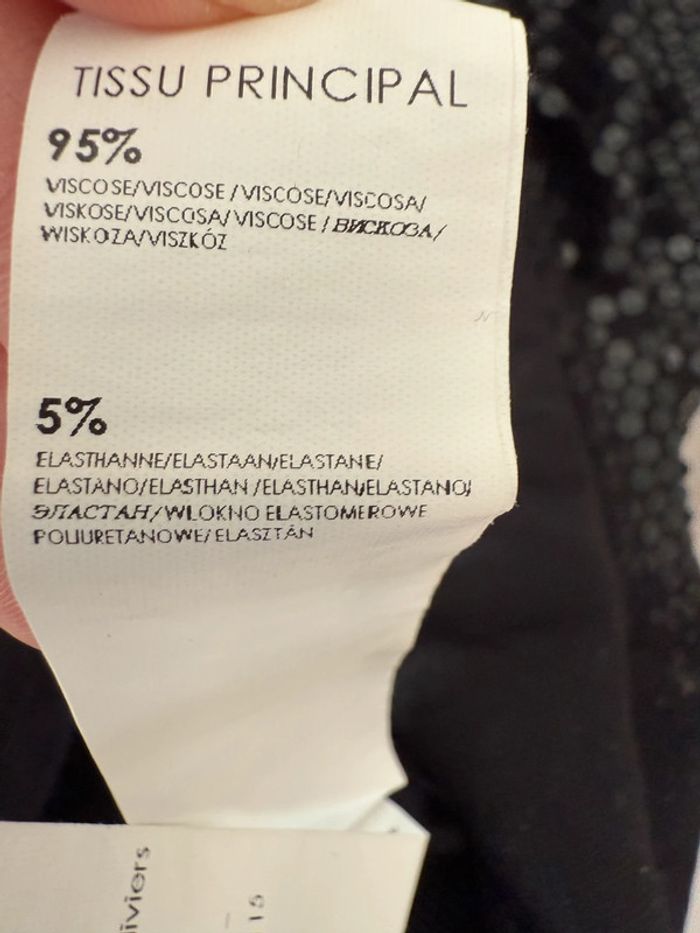 TISSU PRINCIPAL
95%
VISCOSE/VISCOSE / VISCOSE/VISCOSA/
VISKOSE/VISCOSA/ VISCOSE / ВИСКОЗА/
WISKOZA/VISZKÓZ
5%
ELASTHANNE/ELASTAAN/ELASTANE/
ELASTANO/ELASTHAN /ELASTHAN/ELASTANO/
ЭЛАСТАН/WLOKNO ELASTOMEROWE
POLIURETANOWE/ ELASZTÁN
15